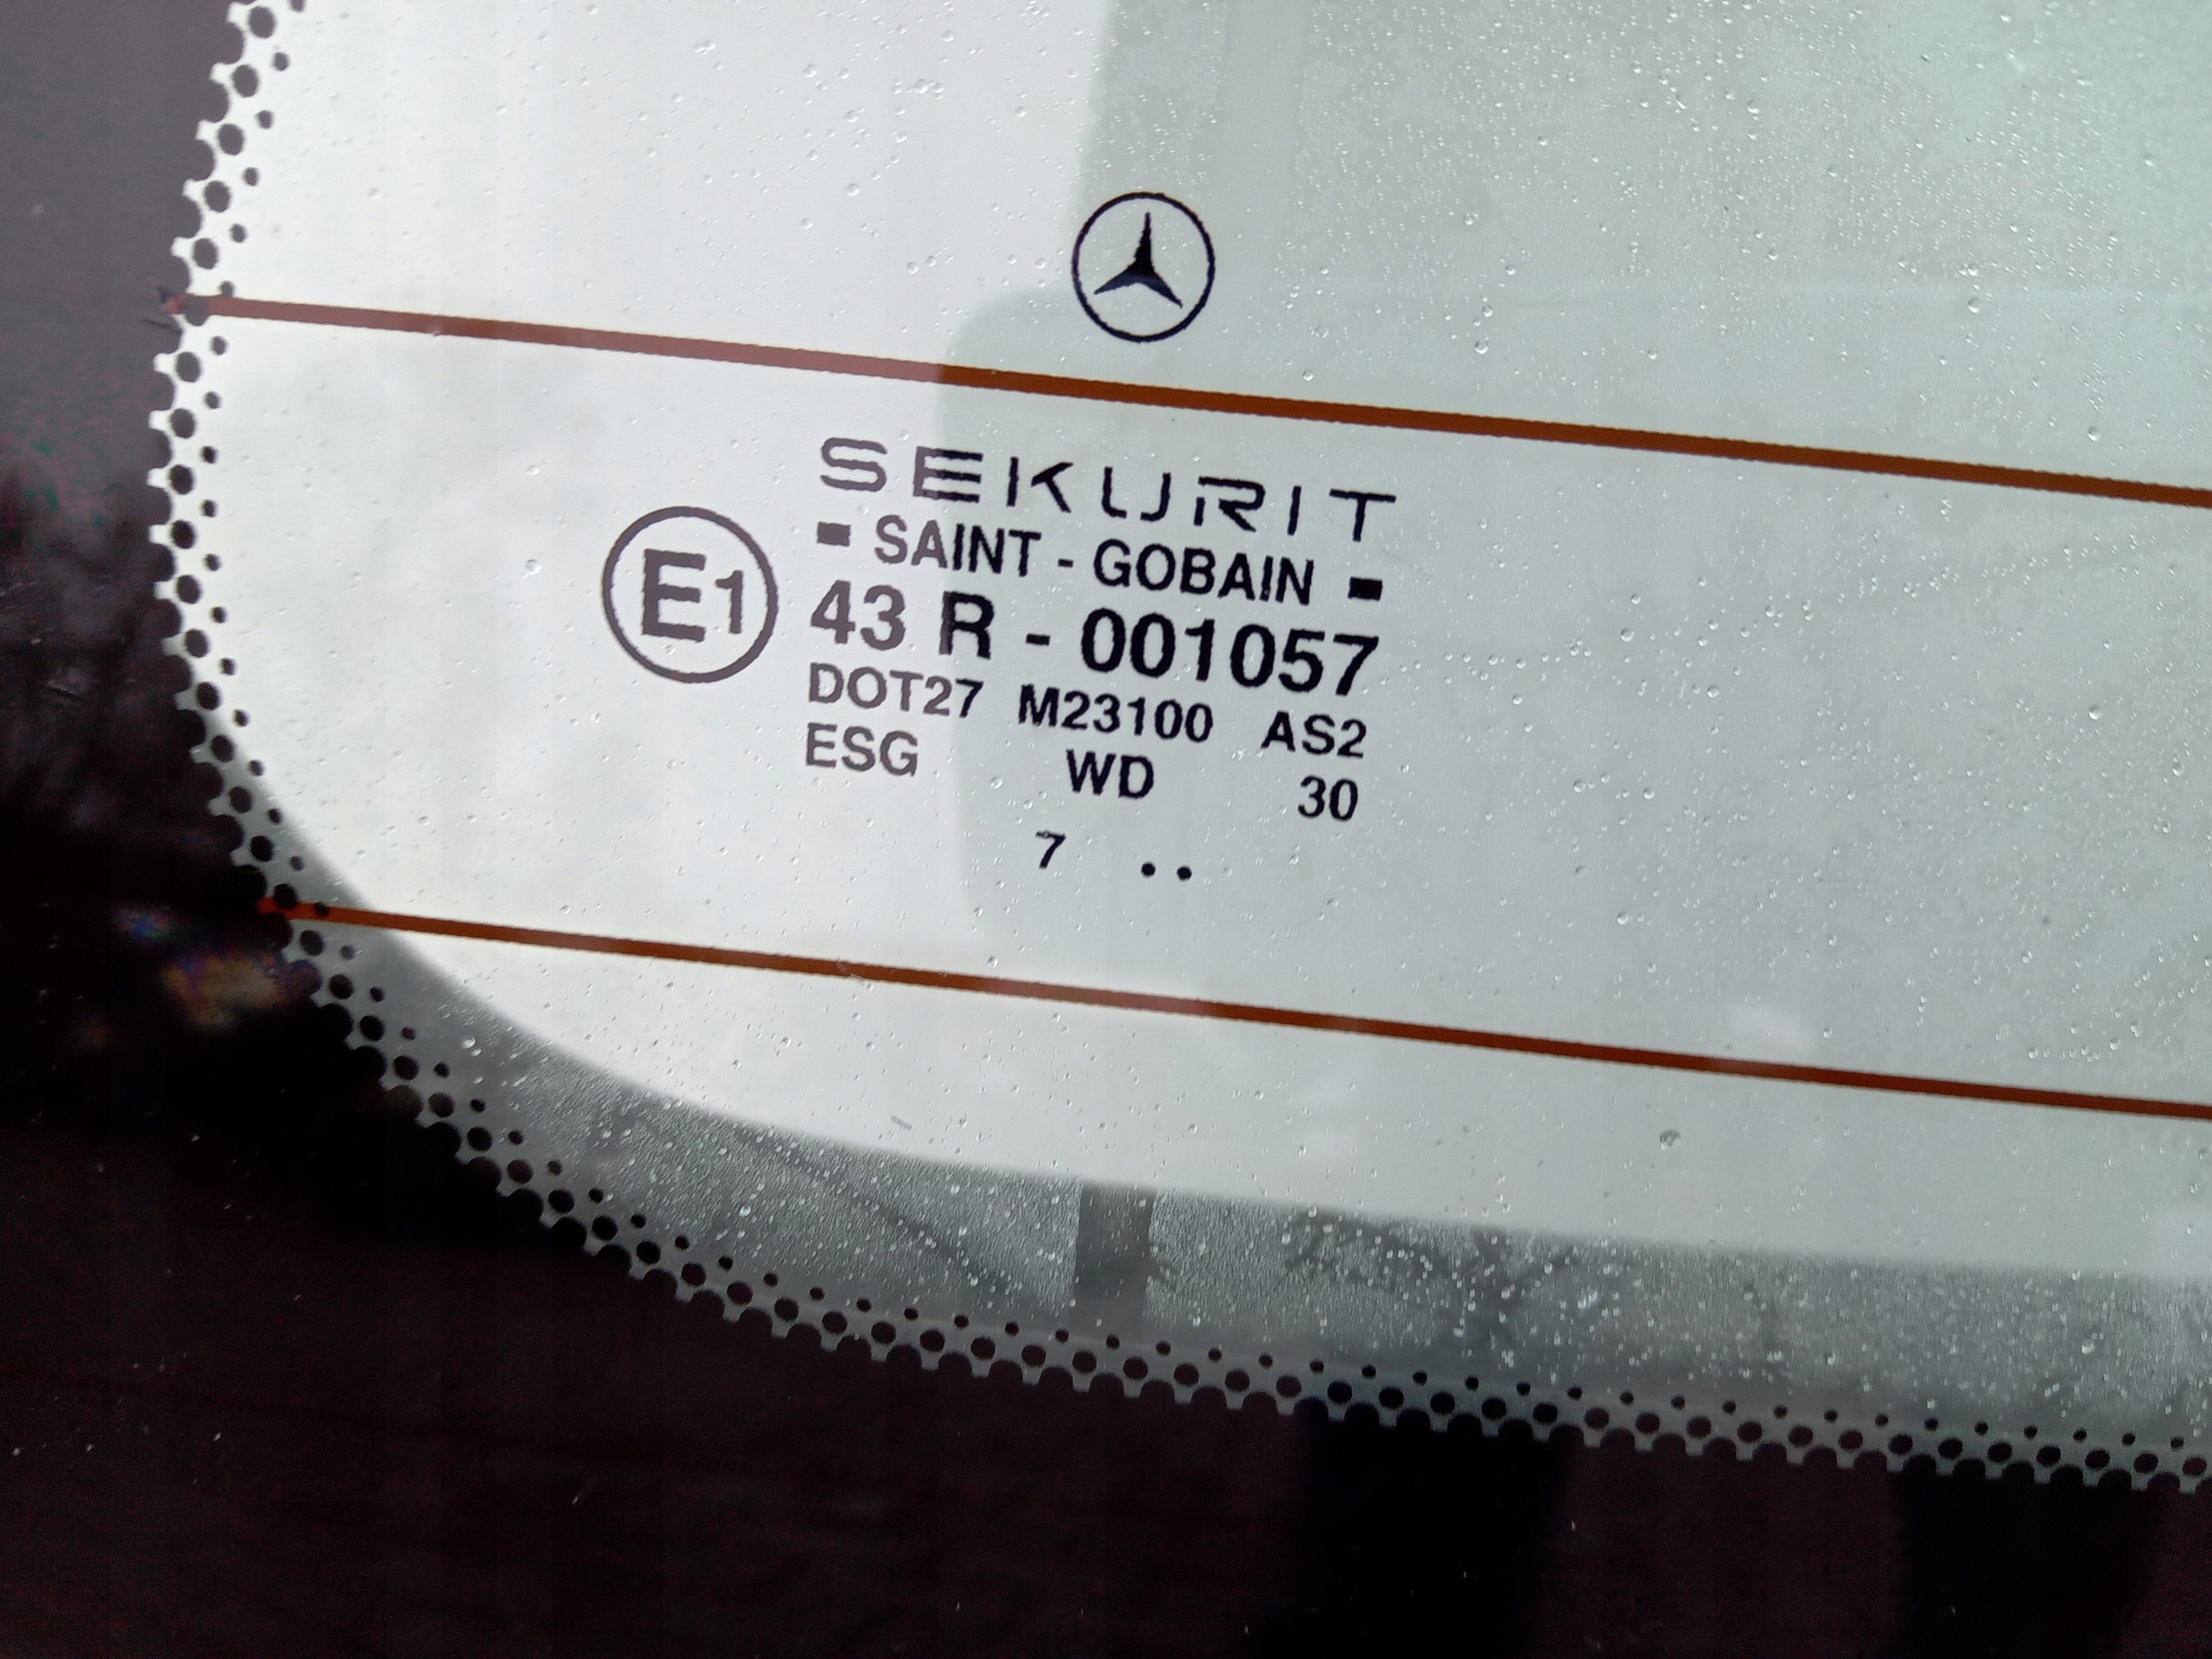 SEKURIT
- SAINT - GOBAIN -
E1
43 R - 001057
DOT27 M23100 AS2
ESG WD 30
7 ..